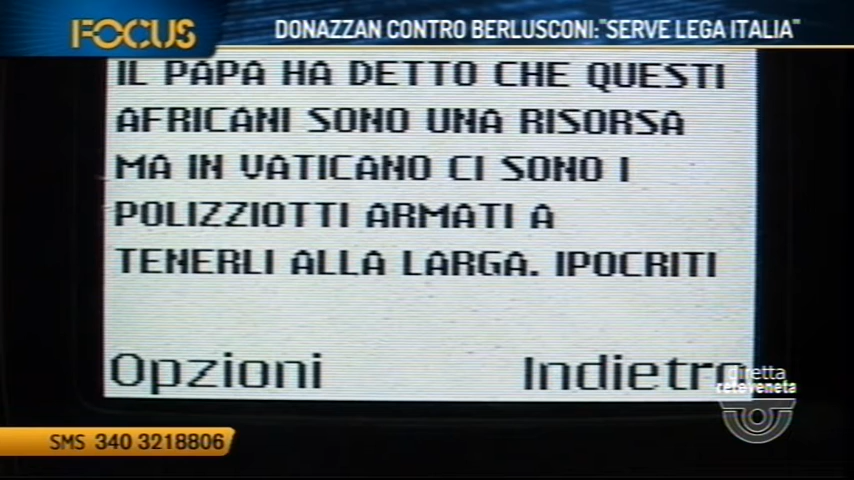 FOCUS
DONAZZAN CONTRO BERLUSCONI:"SERVE LEGA ITALIA"
IL PAPA HA DETTO CHE QUESTI
AFRICANI SONO UNA RISORSA
MA IN VATICANO CI SONO I
POLIZZIOTTI ARMATI A
TENERLI ALLA LARGA. IPOCRITI
Opzioni
Indietro
diretta
reteveneta
SMS 340 3218806